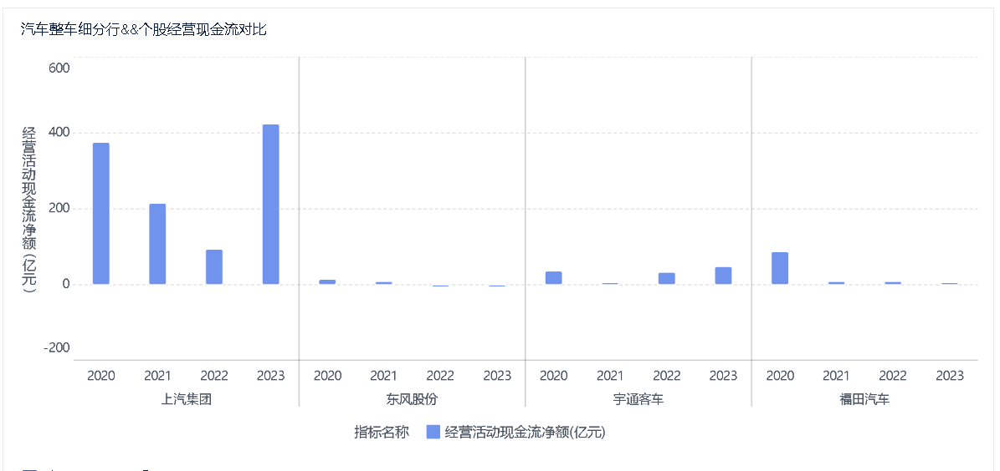 汽车整车细分行&&个股经营现金流对比
经营活动现金流净额(亿元)
600
400
200
0
-200
2020 2021 2022 2023 2020 2021 2022 2023 2020 2021 2022 2023 2020 2021 2022 2023
上汽集团 东风股份 宇通客车 福田汽车
指标名称 经营活动现金流净额(亿元)